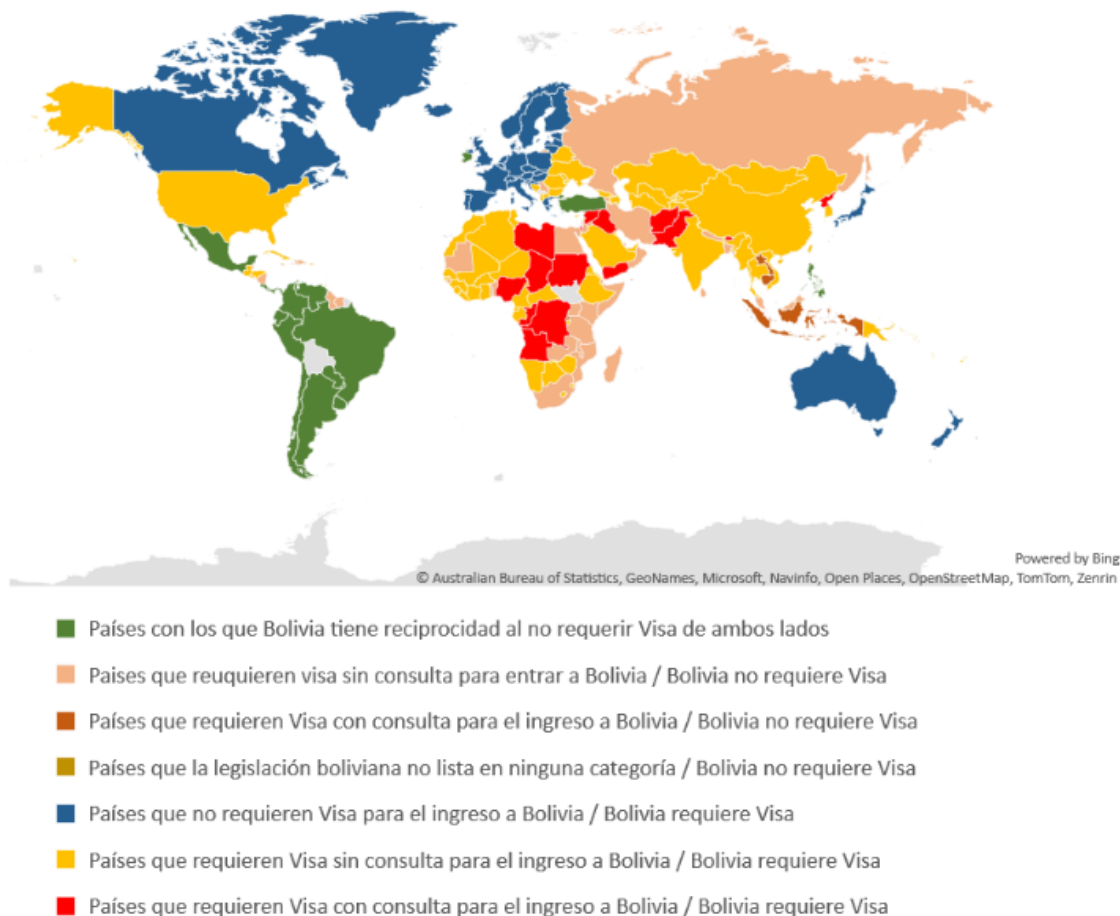 Powered by Bing
© Australian Bureau of Statistics, GeoNames, Microsoft, Navinfo, Open Places, OpenStreetMap, TomTom, Zenrin
Países con los que Bolivia tiene reciprocidad al no requerir Visa de ambos lados
Paises que reuquieren visa sin consulta para entrar a Bolivia / Bolivia no requiere Visa
Países que requieren Visa con consulta para el ingreso a Bolivia / Bolivia no requiere Visa
Países que la legislación boliviana no lista en ninguna categoría / Bolivia no requiere Visa
Países que no requieren Visa para el ingreso a Bolivia / Bolivia requiere Visa
Países que requieren Visa sin consulta para el ingreso a Bolivia / Bolivia requiere Visa
Países que requieren Visa con consulta para el ingreso a Bolivia / Bolivia requiere Visa